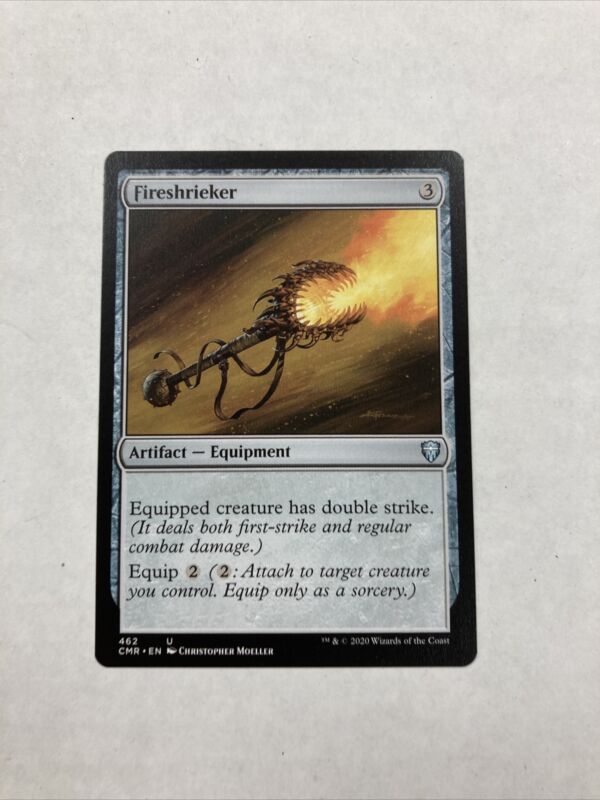 Fireshrieker 3
Artifact — Equipment
Equipped creature has double strike.
(It deals both first-strike and regular
combat damage.)
Equip 2 (2: Attach to target creature
you control. Equip only as a sorcery.)
462 U
™ & © 2020 Wizards of the Coast
CMR • EN Christopher Moeller